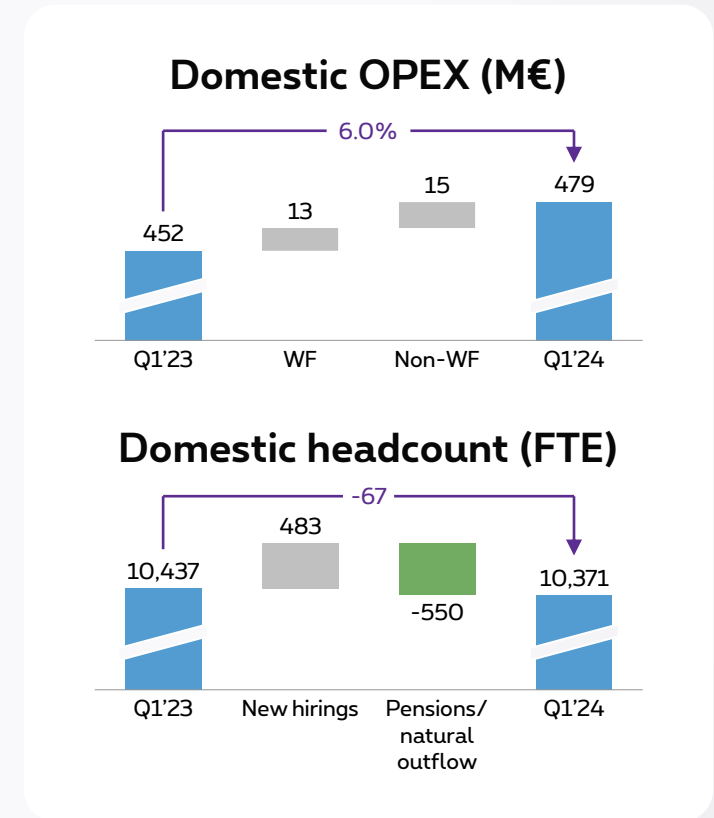 Domestic OPEX (M€)
6.0%
452
13
15
479
Q1’23
WF
Non-WF
Q1’24
Domestic headcount (FTE)
-67
10,437
483
-550
10,371
Q1’23
New hirings
Pensions/
natural
outflow
Q1’24